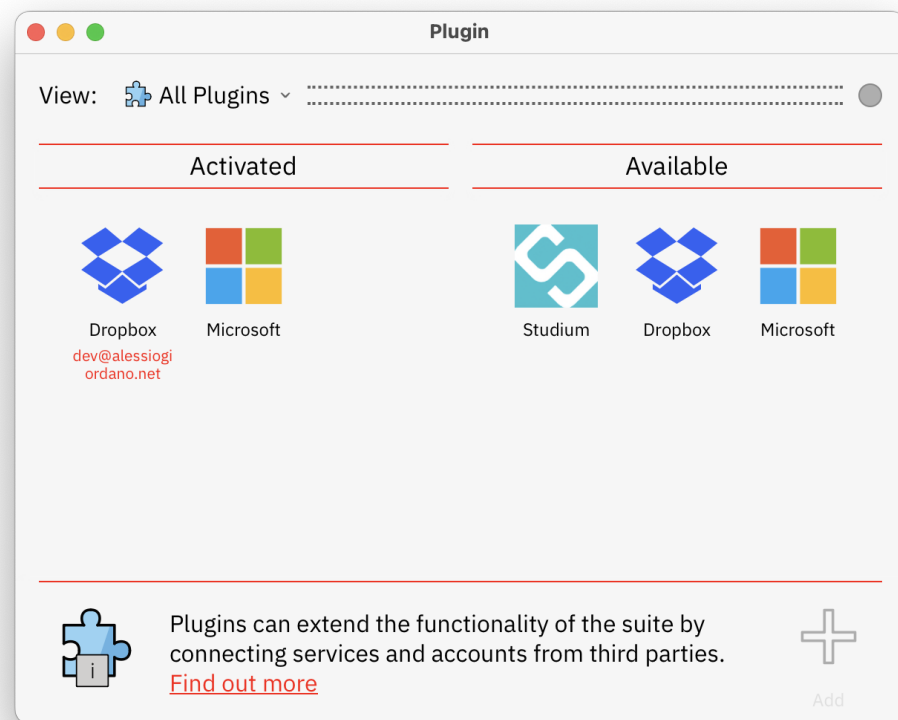 Plugin
View: All Plugins
Activated
Available
Dropbox
dev@alessiogi
ordano.net
Microsoft
Studium
Dropbox
Microsoft
Plugins can extend the functionality of the suite by
connecting services and accounts from third parties.
Find out more
i
Add